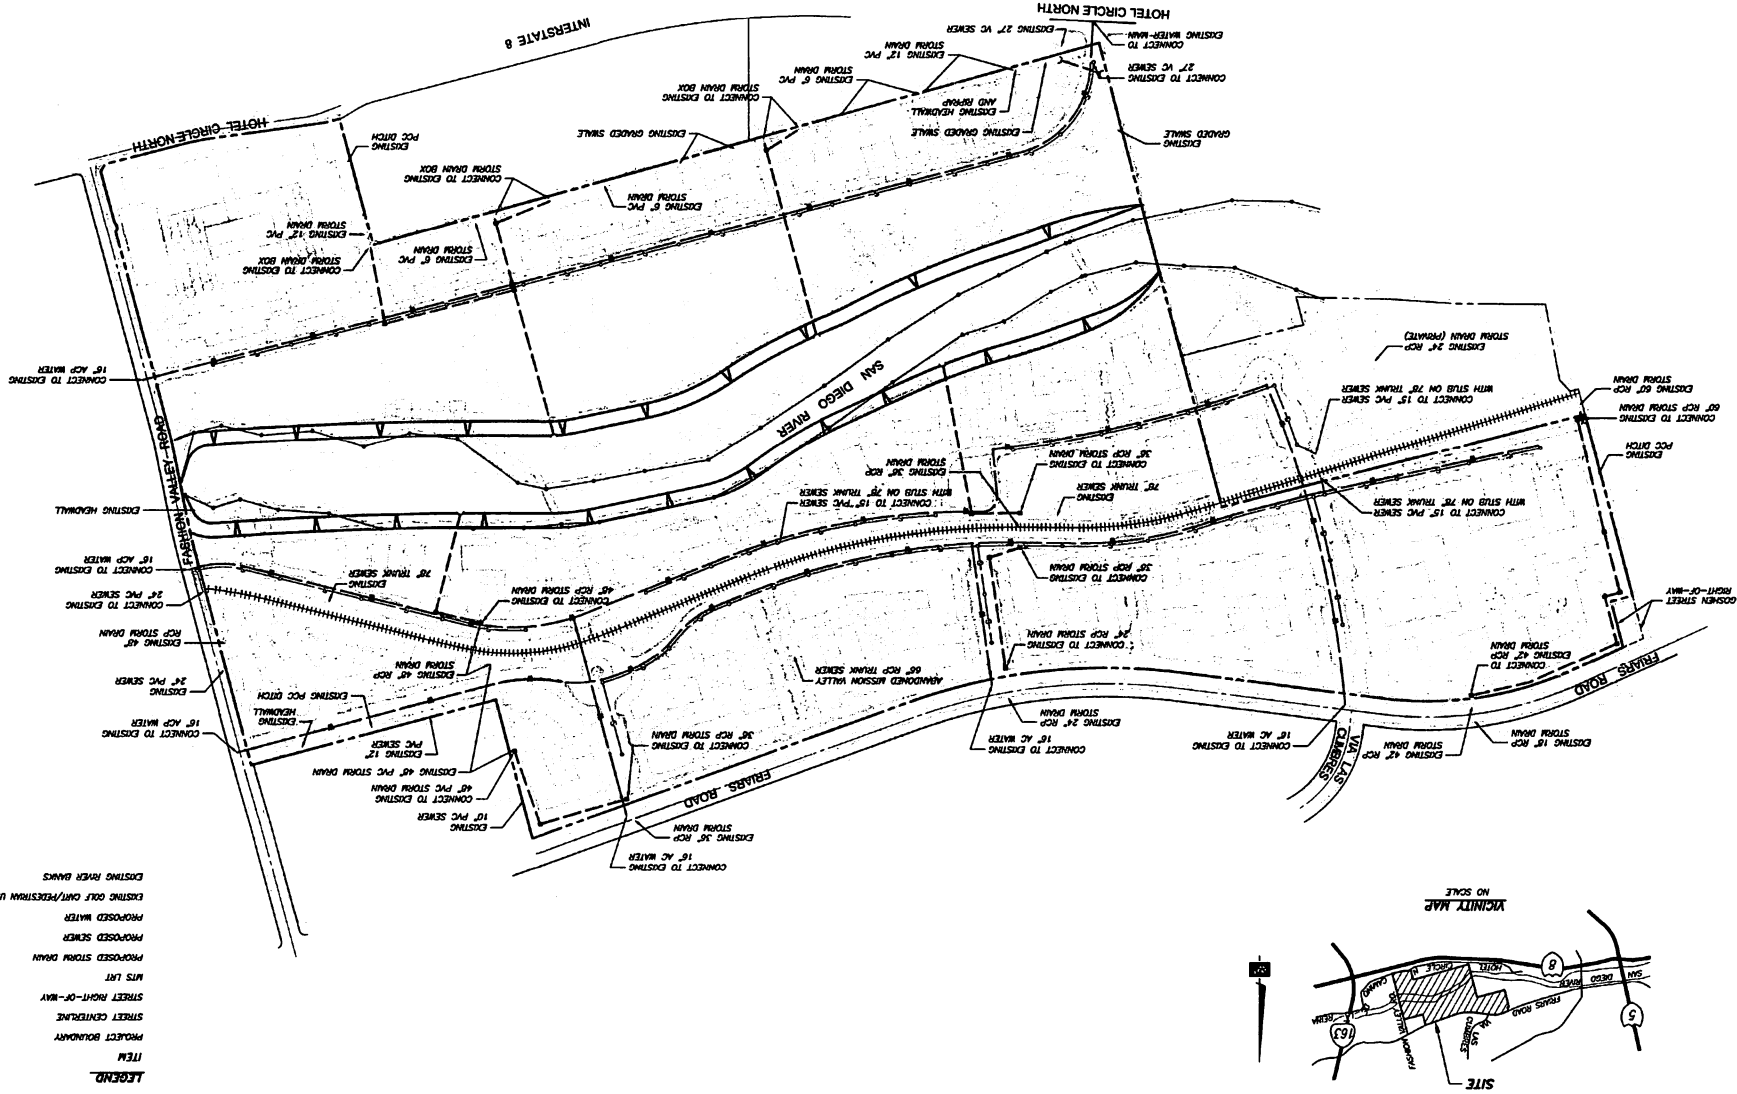 LEGEND
ITEM
PROJECT BOUNDARY
STREET CENTERLINE
STREET RIGHT-OF-WAY
MTS LRT
PROPOSED STORM DRAIN
PROPOSED SEWER
PROPOSED WATER
EXISTING GOLF CART/PEDESTRIAN
EXISTING RIVER BANKS
SITE
163
5
8
FASHION
VALLEY RD
VIA LAS
CUMBRES
FRIARS ROAD
REINA
CAMINO
HOTEL CIRCLE N
SAN DIEGO RIVER
VICINITY MAP
NO SCALE
CONNECT TO EXISTING
16" AC WATER
EXISTING 36" RCP
STORM DRAIN
EXISTING
10" PVC SEWER
CONNECT TO EXISTING
48" PVC STORM DRAIN
EXISTING 48" PVC STORM DRAIN
EXISTING 12"
PVC SEWER
CONNECT TO EXISTING
36" RCP STORM DRAIN
FRIARS ROAD
VIA LAS
CUMBRES
CONNECT TO EXISTING
16" AC WATER
EXISTING 24" RCP
STORM DRAIN
CONNECT TO EXISTING
16" AC WATER
EXISTING 42" RCP
STORM DRAIN
EXISTING 18" RCP
STORM DRAIN
FRIARS ROAD
CONNECT TO EXISTING
16" ACP WATER
EXISTING
HEADWALL
EXISTING PCC DITCH
EXISTING
24" PVC SEWER
EXISTING 48"
RCP STORM DRAIN
EXISTING 48" RCP
STORM DRAIN
ABANDONED MISSION VALLEY
66" RCP TRUNK SEWER
CONNECT TO EXISTING
24" RCP STORM DRAIN
CONNECT TO
EXISTING 42" RCP
STORM DRAIN
GOSHEN STREET
RIGHT-OF-WAY
CONNECT TO EXISTING
24" PVC SEWER
CONNECT TO EXISTING
16" ACP WATER
EXISTING
78" TRUNK SEWER
CONNECT TO EXISTING
48" RCP STORM DRAIN
CONNECT TO EXISTING
36" RCP STORM DRAIN
EXISTING HEADWALL
FASHION VALLEY ROAD
CONNECT TO 15" PVC SEWER
WITH STUB ON 78" TRUNK SEWER
EXISTING 36" RCP
STORM DRAIN
EXISTING
78" TRUNK SEWER
CONNECT TO EXISTING
36" RCP STORM DRAIN
CONNECT TO 15" PVC SEWER
WITH STUB ON 78" TRUNK SEWER
EXISTING
PCC DITCH
CONNECT TO EXISTING
60" RCP STORM DRAIN
EXISTING 60" RCP
STORM DRAIN
CONNECT TO 15" PVC SEWER
WITH STUB ON 78" TRUNK SEWER
EXISTING 24" RCP
STORM DRAIN (PRIVATE)
SAN DIEGO RIVER
CONNECT TO EXISTING
16" ACP WATER
CONNECT TO EXISTING
STORM DRAIN BOX
EXISTING 12" PVC
STORM DRAIN
EXISTING 6" PVC
STORM DRAIN
EXISTING 6" PVC
STORM DRAIN
CONNECT TO EXISTING
STORM DRAIN BOX
EXISTING
PCC DITCH
HOTEL CIRCLE NORTH
EXISTING GRADED SWALE
EXISTING GRADED SWALE
EXISTING
GRADED SWALE
EXISTING HEADWALL
AND RIPRAP
CONNECT TO EXISTING
STORM DRAIN BOX
EXISTING 6" PVC
STORM DRAIN
EXISTING 12" PVC
STORM DRAIN
CONNECT TO EXISTING
27" VC SEWER
CONNECT TO
EXISTING WATER-MAIN
EXISTING 27" VC SEWER
INTERSTATE 8
HOTEL CIRCLE NORTH